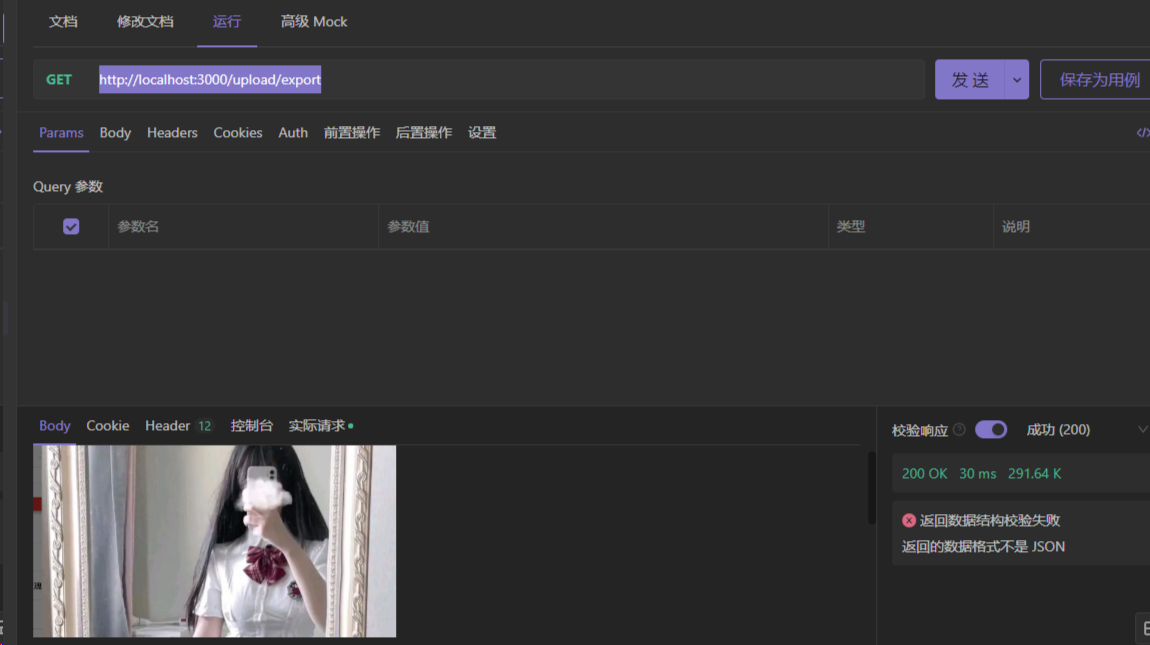 文档 修改文档 运行 高级 Mock
GET http://localhost:3000/upload/export 发 送 保存为用例
Params Body Headers Cookies Auth 前置操作 后置操作 设置 </>
Query 参数
参数名 参数值 类型 说明
Body Cookie Header 12 控制台 实际请求
校验响应 ? 成功 (200)
200 OK 30 ms 291.64 K
返回数据结构校验失败
返回的数据格式不是 JSON